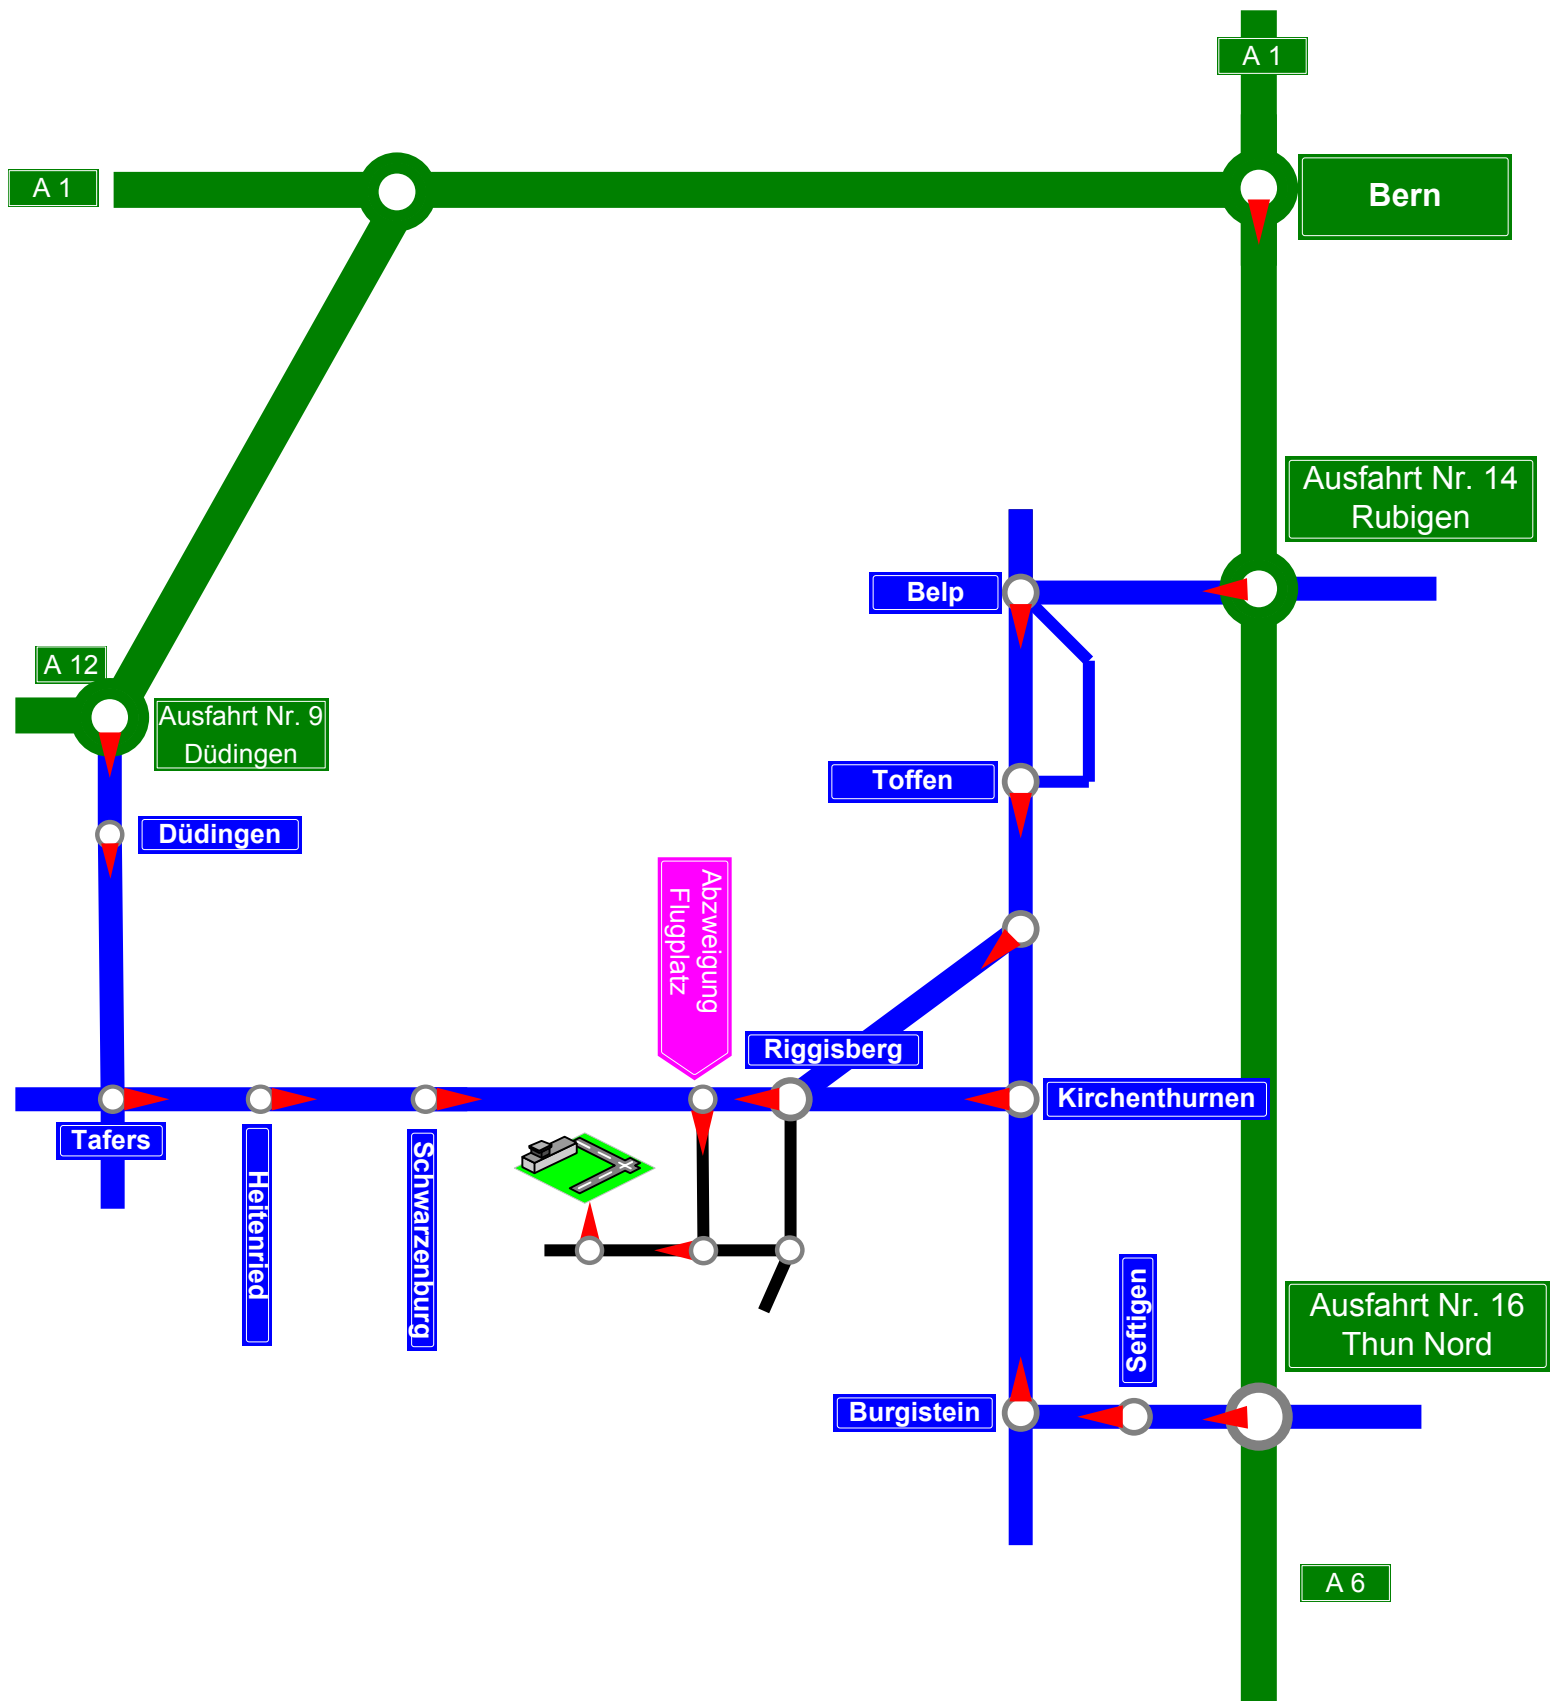 A 1
A 1
Bern
Ausfahrt Nr. 14
Rubigen
Belp
A 12
Ausfahrt Nr. 9
Düdingen
Toffen
Düdingen
Abzweigung
Flugplatz
Riggisberg
Kirchenthurnen
Tafers
Heitenried
Schwarzenburg
Seftigen
Ausfahrt Nr. 16
Thun Nord
Burgistein
A 6